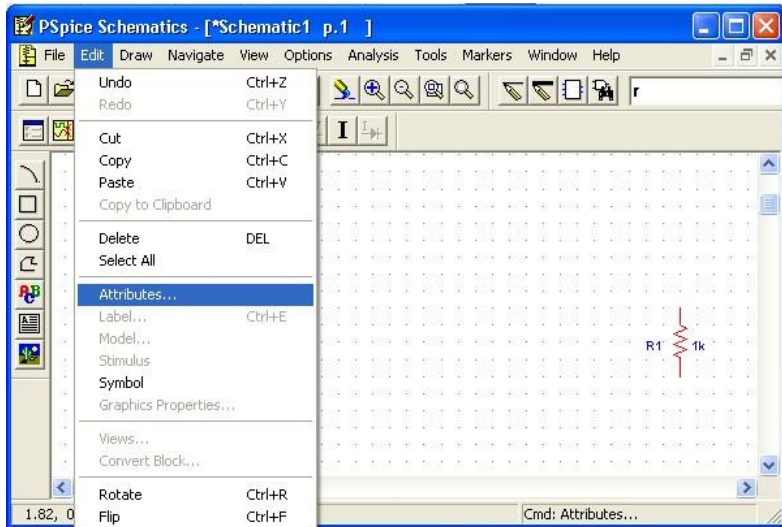 PSpice Schematics - [*Schematic1 p.1 ]
File Edit Draw Navigate View Options Analysis Tools Markers Window Help
r
Undo Ctrl+Z
Redo Ctrl+Y
Cut Ctrl+X
Copy Ctrl+C
Paste Ctrl+V
Copy to Clipboard
Delete DEL
Select All
Attributes...
Label... Ctrl+E
Model...
Stimulus
Symbol
Graphics Properties...
Views...
Convert Block...
Rotate Ctrl+R
Flip Ctrl+F
R1 1k
1.82, 0
Cmd: Attributes...